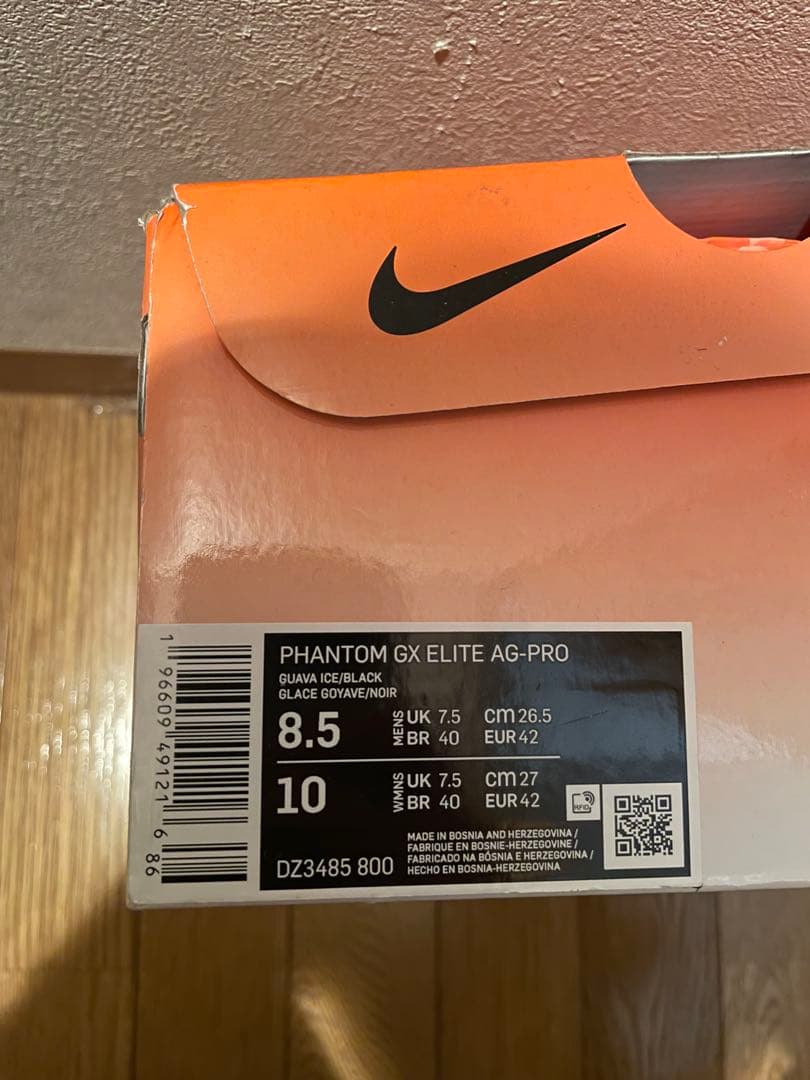 PHANTOM GX ELITE AG-PRO
GUAVA ICE/BLACK
GLACE GOYAVE/NOIR
8.5 MENS UK 7.5 cm 26.5
BR 40 EUR 42
10 WMNS UK 7.5 cm 27
BR 40 EUR 42
RFID
MADE IN BOSNIA AND HERZEGOVINA /
FABRIQUE EN BOSNIE-HERZEGOVINE /
FABRICADO NA BÓSNIA E HERZEGOVINA /
HECHO EN BOSNIA-HERZEGOVINA
DZ3485 800
1 96609 49121 6 86